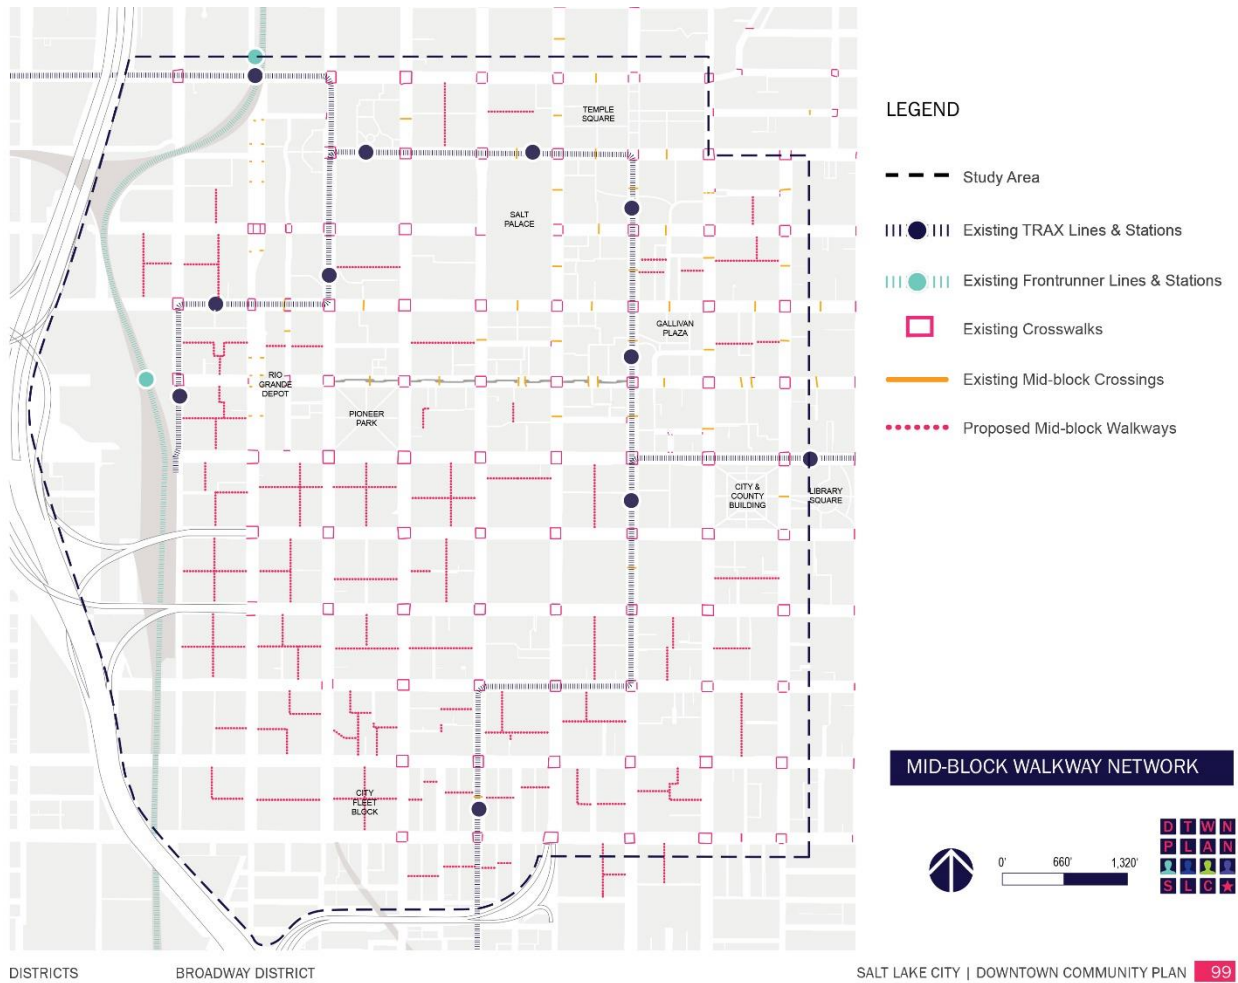 TEMPLE
SQUARE
SALT
PALACE
GALLIVAN
PLAZA
RIO
GRANDE
DEPOT
PIONEER
PARK
CITY &
COUNTY
BUILDING
LIBRARY
SQUARE
CITY
FLEET
BLOCK
LEGEND
Study Area
Existing TRAX Lines & Stations
Existing Frontrunner Lines & Stations
Existing Crosswalks
Existing Mid-block Crossings
Proposed Mid-block Walkways
MID-BLOCK WALKWAY NETWORK
0' 660' 1,320'
DTWN
PLAN
SLC
DISTRICTS BROADWAY DISTRICT SALT LAKE CITY | DOWNTOWN COMMUNITY PLAN 99